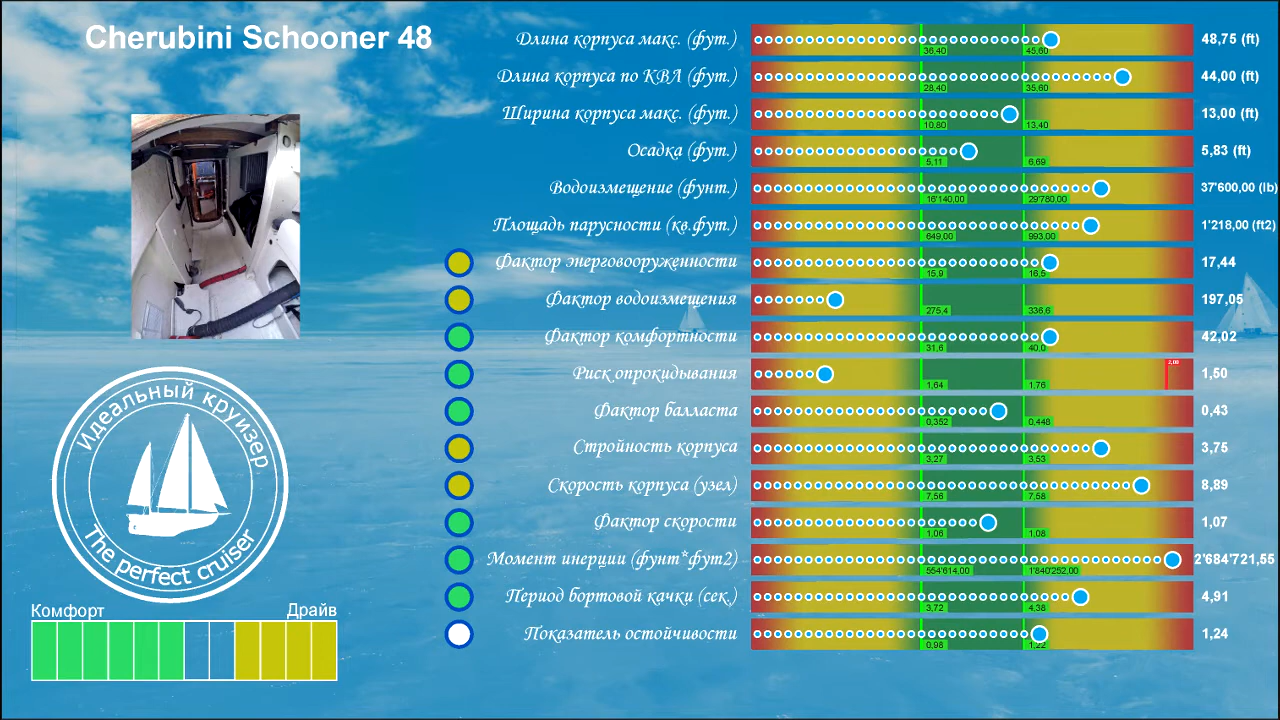 Cherubini Schooner 48
Длина корпуса макс. (фут.)
36,40
45,60
48,75 (ft)
Длина корпуса по КВЛ (фут.)
28,40
35,60
44,00 (ft)
Ширина корпуса макс. (фут.)
10,80
13,40
13,00 (ft)
Осадка (фут.)
5,11
6,69
5,83 (ft)
Водоизмещение (фунт.)
16'140,00
29'780,00
37'600,00 (lb)
Площадь парусности (кв.фут.)
649,00
993,00
1'218,00 (ft2)
Фактор энерговооруженности
15,9
16,5
17,44
Фактор водоизмещения
275,4
336,6
197,05
Фактор комфортности
31,6
40,0
42,02
Риск опрокидывания
1,64
1,76
2,08
1,50
Фактор балласта
0,352
0,448
0,43
Стройность корпуса
3,27
3,53
3,75
Скорость корпуса (узел)
7,56
7,58
8,89
Фактор скорости
1,06
1,08
1,07
Момент инерции (фунт*фут2)
554'614,00
1'840'252,00
2'684'721,55
Период бортовой качки (сек.)
3,72
4,38
4,91
Показатель остойчивости
0,98
1,22
1,24
Идеальный круизер
The perfect cruiser
Комфорт
Драйв